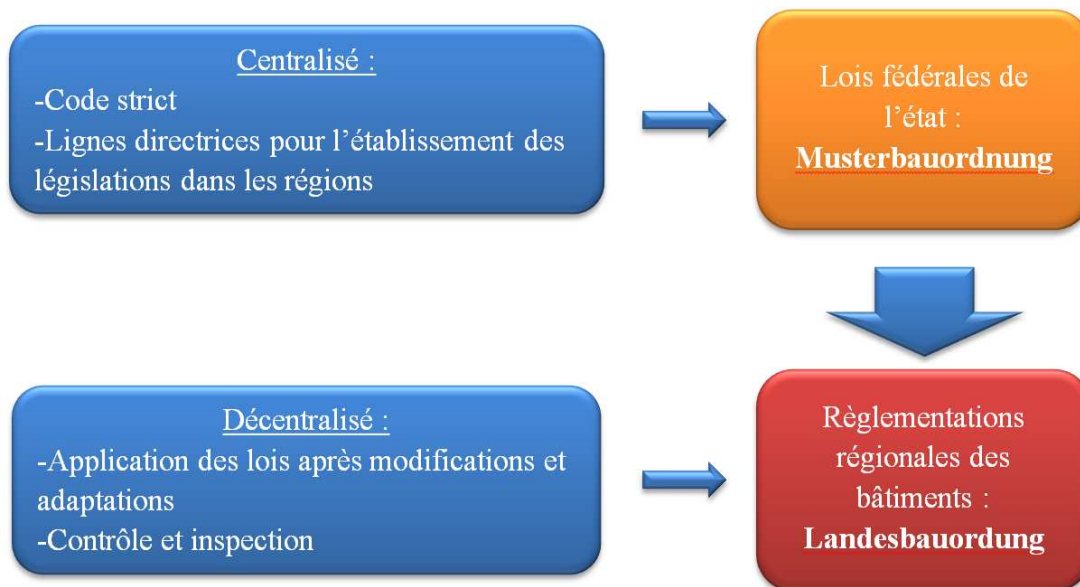 Centralisé :
-Code strict
-Lignes directrices pour l'établissement des
législations dans les régions
Lois fédérales de
l'état :
Musterbauordnung
Décentralisé :
-Application des lois après modifications et
adaptations
-Contrôle et inspection
Règlementations
régionales des
bâtiments :
Landesbauordung